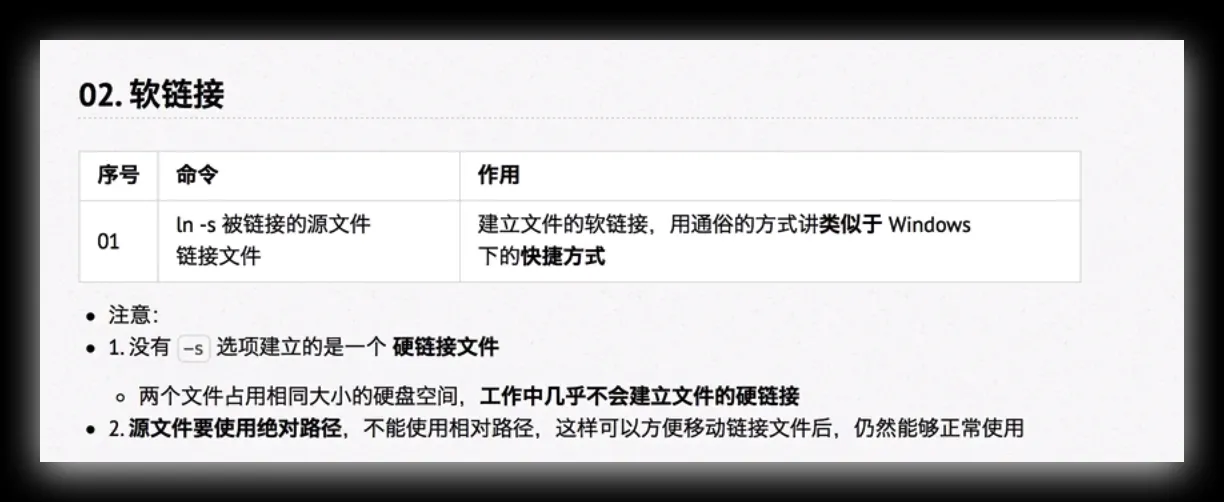 02. 软链接
序号 命令 作用
01 ln -s 被链接的源文件 链接文件 建立文件的软链接，用通俗的方式讲类似于 Windows 下的快捷方式
注意：
1. 没有 -s 选项建立的是一个 硬链接文件
两个文件占用相同大小的硬盘空间，工作中几乎不会建立文件的硬链接
2. 源文件要使用绝对路径，不能使用相对路径，这样可以方便移动链接文件后，仍然能够正常使用